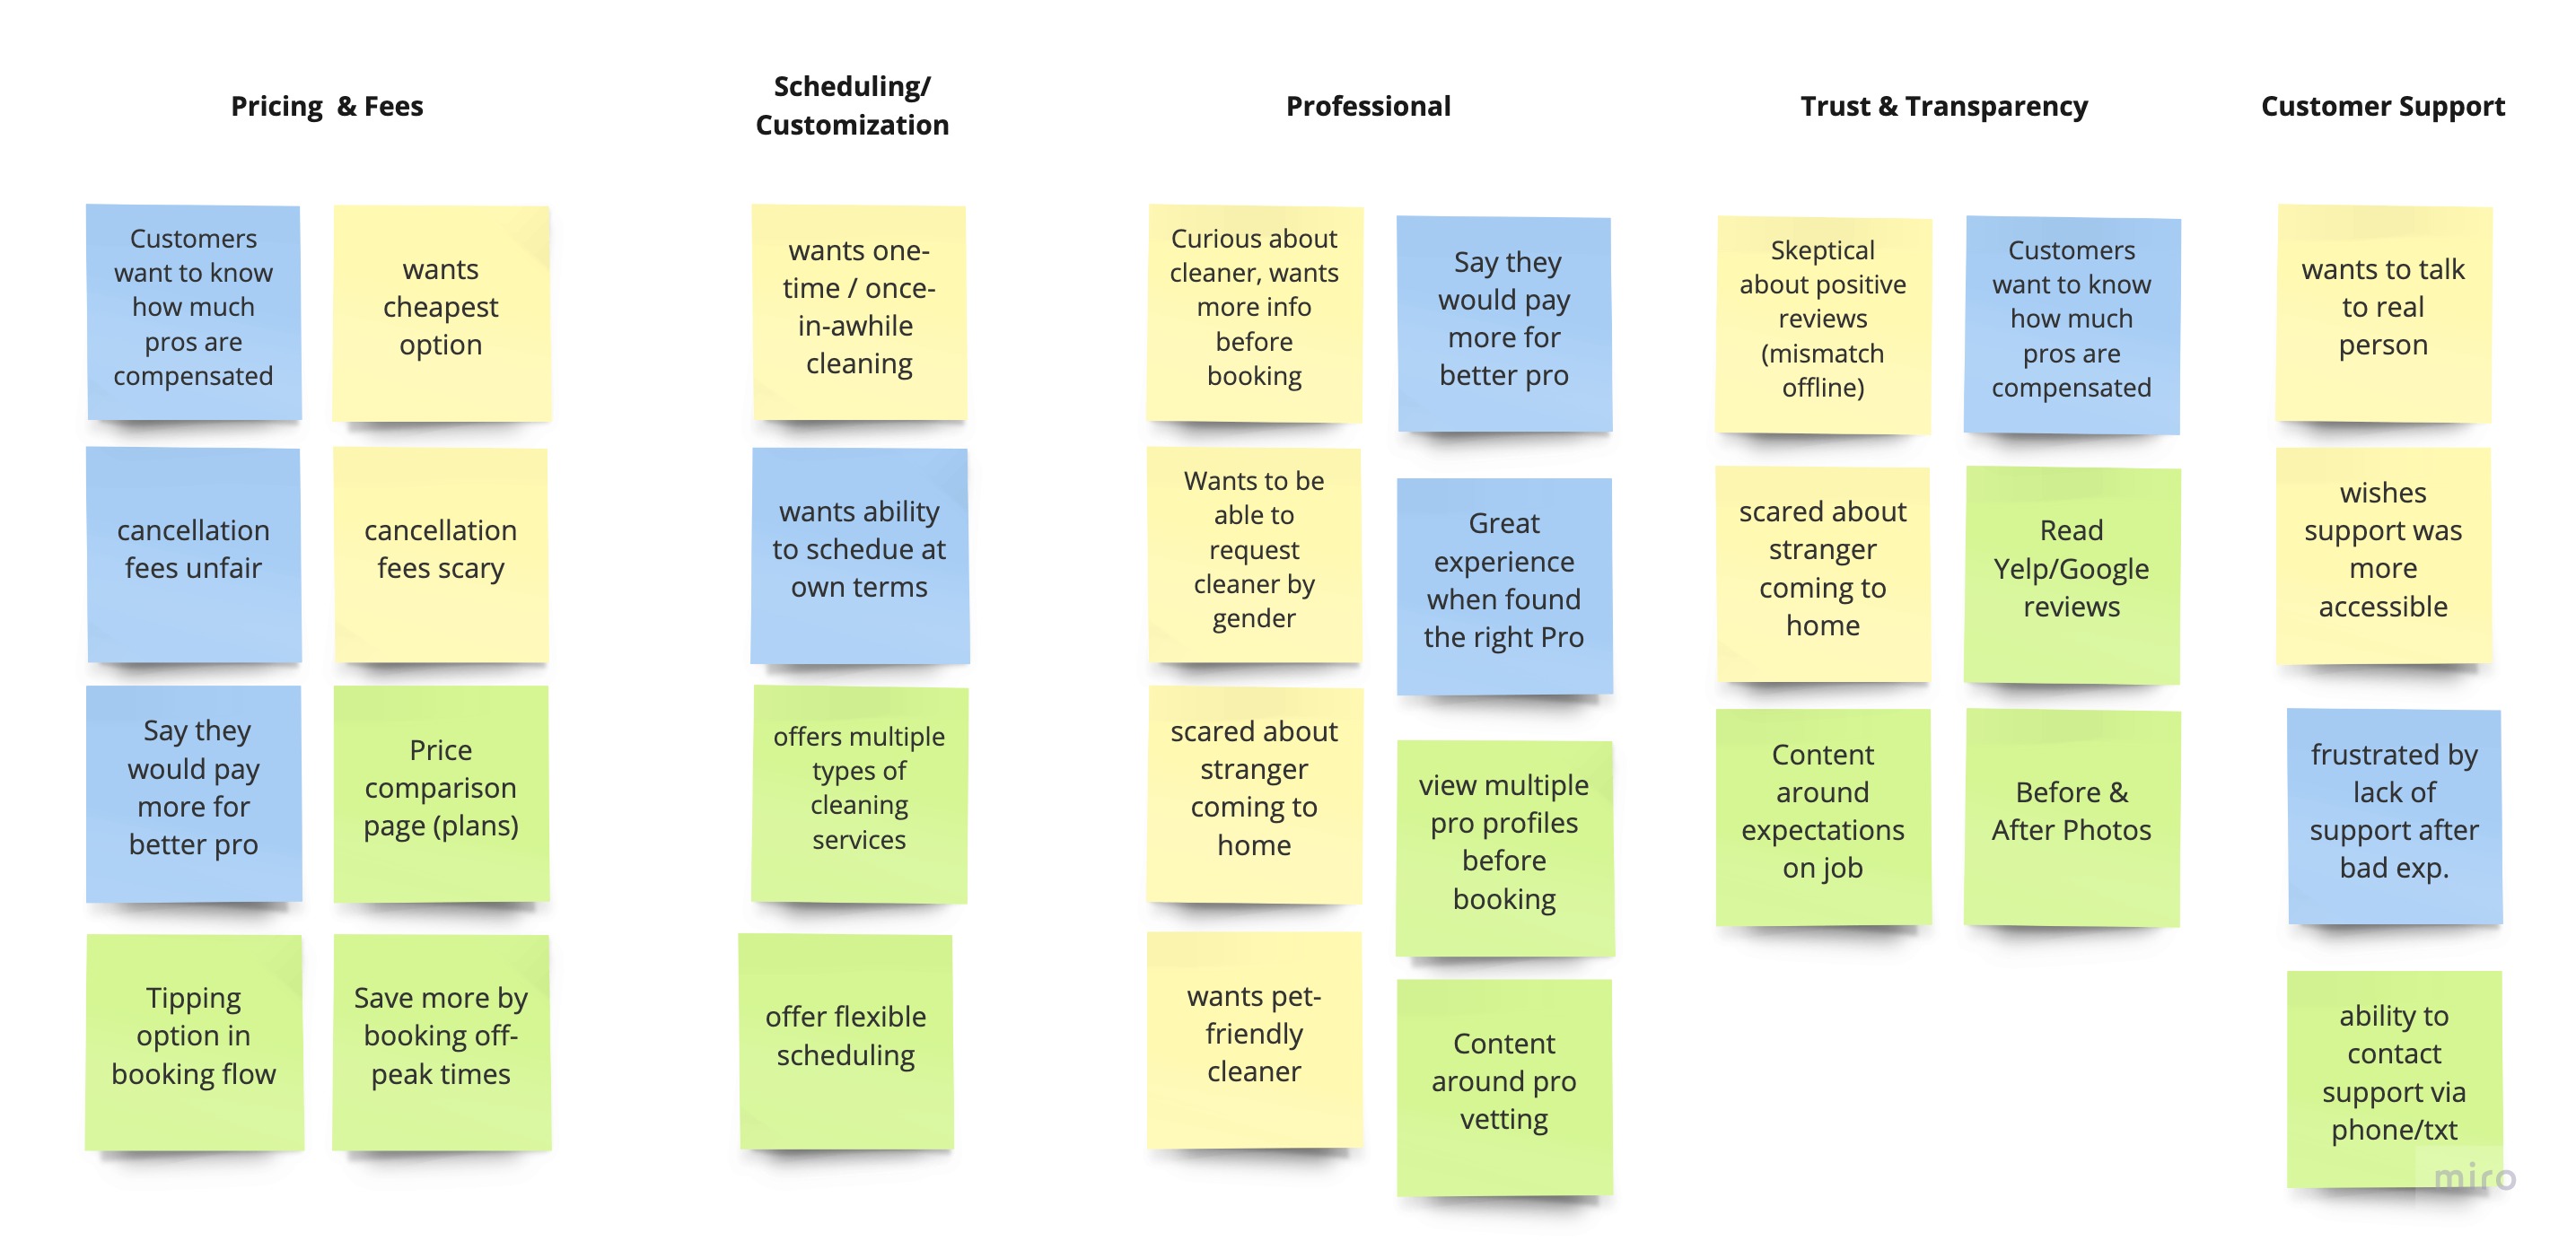 Pricing & Fees
Customers
want to know
how much
pros are
compensated
wants
cheapest
option
cancellation
fees unfair
cancellation
fees scary
Say they
would pay
more for
better pro
Price
comparison
page (plans)
Tipping
option in
booking flow
Save more by
booking off-
peak times
Scheduling/
Customization
wants one-
time / once-
in-awhile
cleaning
wants ability
to schedue at
own terms
offers multiple
types of
cleaning
services
offer flexible
scheduling
Professional
Curious about
cleaner, wants
more info
before
booking
Say they
would pay
more for
better pro
Wants to be
able to
request
cleaner by
gender
Great
experience
when found
the right Pro
scared about
stranger
coming to
home
view multiple
pro profiles
before
booking
wants pet-
friendly
cleaner
Content
around pro
vetting
Trust & Transparency
Skeptical
about positive
reviews
(mismatch
offline)
Customers
want to know
how much
pros are
compensated
scared about
stranger
coming to
home
Read
Yelp/Google
reviews
Content
around
expectations
on job
Before &
After Photos
Customer Support
wants to talk
to real
person
wishes
support was
more
accessible
frustrated by
lack of
support after
bad exp.
ability to
contact
support via
phone/txt
miro